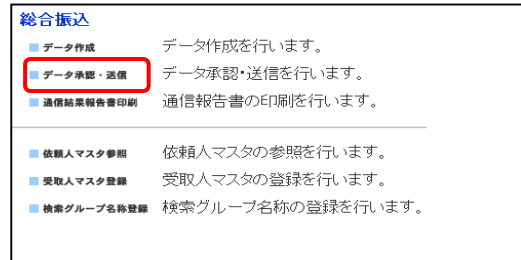 総合振込
データ作成 データ作成を行います。
データ承認・送信 データ承認・送信を行います。
通信結果報告書印刷 通信報告書の印刷を行います。
依頼人マスタ参照 依頼人マスタの参照を行います。
受取人マスタ登録 受取人マスタの登録を行います。
検索グループ名称登録 検索グループ名称の登録を行います。